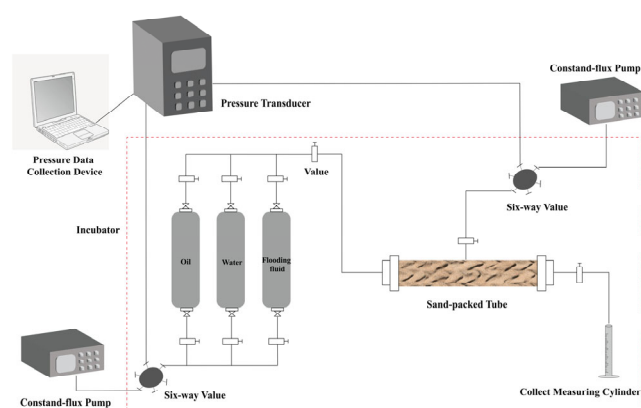 Constand-flux Pump
Pressure Transducer
Pressure Data
Collection Device
Value
Six-way Value
Incubator
Oil
Water
Flooding
fluid
Sand-packed Tube
Six-way Value
Constand-flux Pump
Collect Measuring Cylinder